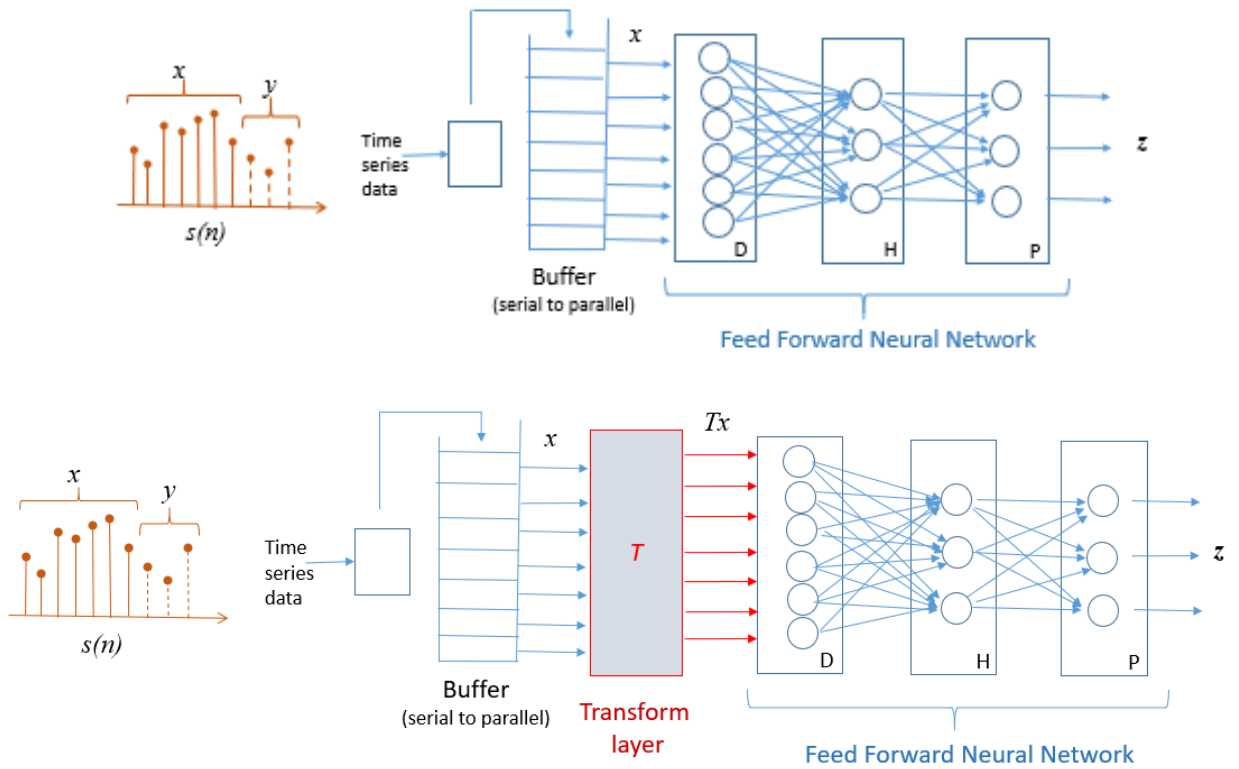 x
y
s(n)
Time
series
data
Buffer
(serial to parallel)
x
D
H
P
z
Feed Forward Neural Network
x
y
s(n)
Time
series
data
Buffer
(serial to parallel)
x
T
Transform
layer
Tx
D
H
P
z
Feed Forward Neural Network